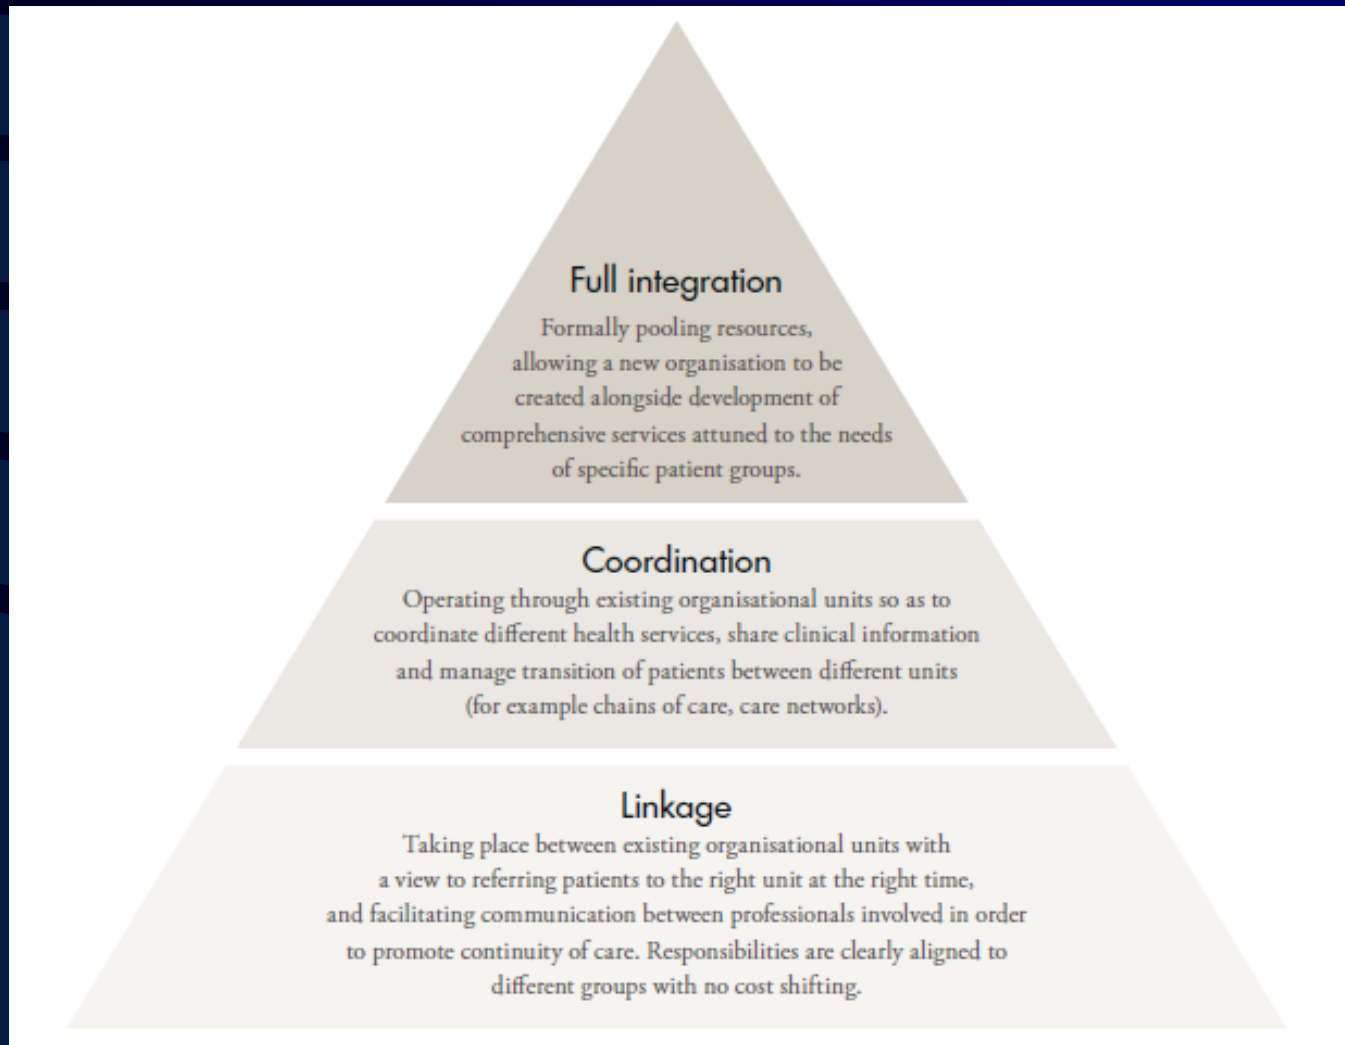 Full integration
Formally pooling resources,
allowing a new organisation to be
created alongside development of
comprehensive services attuned to the needs
of specific patient groups.
Coordination
Operating through existing organisational units so as to
coordinate different health services, share clinical information
and manage transition of patients between different units
(for example chains of care, care networks).
Linkage
Taking place between existing organisational units with
a view to referring patients to the right unit at the right time,
and facilitating communication between professionals involved in order
to promote continuity of care. Responsibilities are clearly aligned to
different groups with no cost shifting.